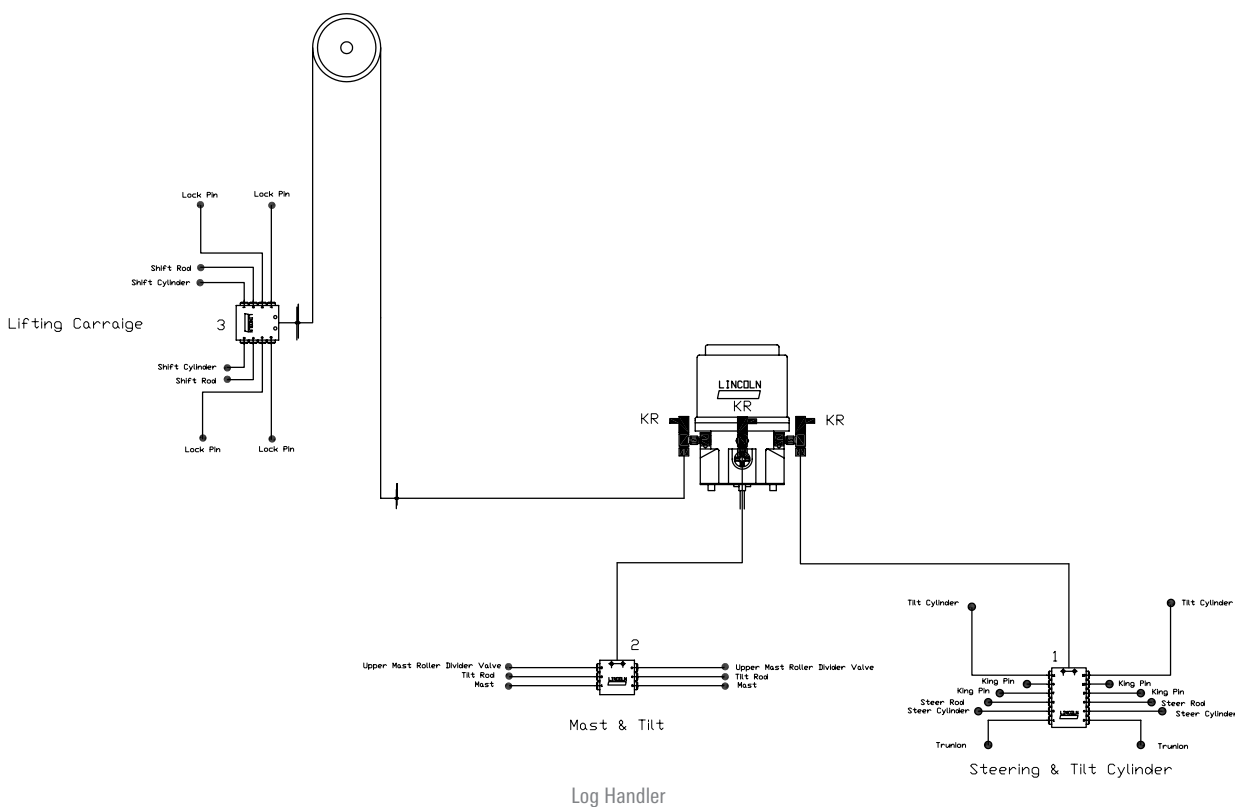 Lock Pin
Lock Pin
Shift Rod
Shift Cylinder
Lifting Carraige
3
LINCOLN
Shift Cylinder
Shift Rod
Lock Pin
Lock Pin
LINCOLN
KR
KR
KR
2
Upper Mast Roller Divider Valve
Tilt Rod
Mast
LINCOLN
Upper Mast Roller Divider Valve
Tilt Rod
Mast
Mast & Tilt
Tilt Cylinder
Tilt Cylinder
1
King Pin
King Pin
King Pin
King Pin
Steer Rod
Steer Rod
Steer Cylinder
Steer Cylinder
LINCOLN
Trunion
Trunion
Steering & Tilt Cylinder
Log Handler